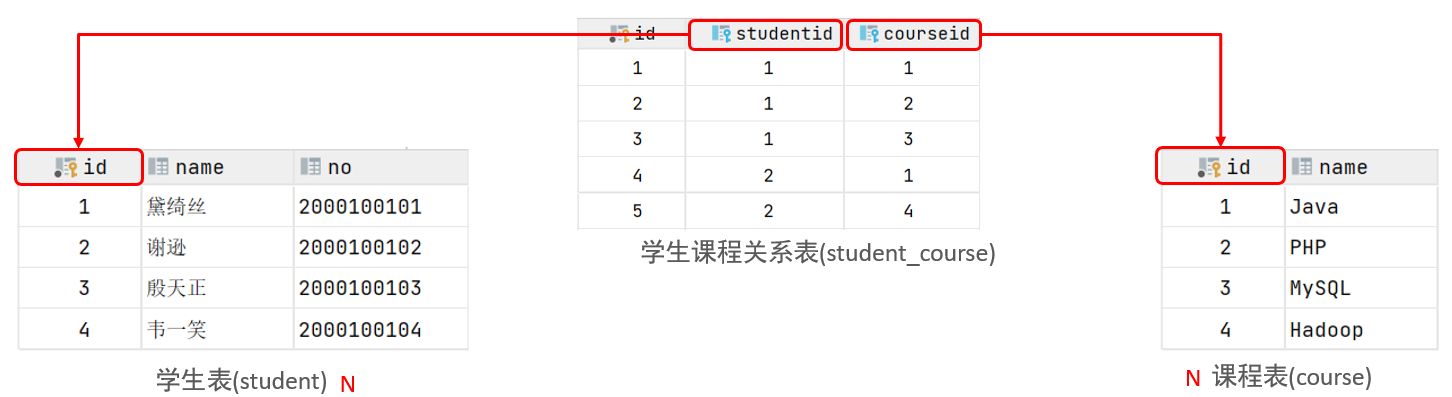 id studentid courseid
1 1 1
2 1 2
3 1 3
4 2 1
5 2 4
学生课程关系表(student_course)
id name no
1 黛绮丝 2000100101
2 谢逊 2000100102
3 殷天正 2000100103
4 韦一笑 2000100104
学生表(student) N
id name
1 Java
2 PHP
3 MySQL
4 Hadoop
N 课程表(course)